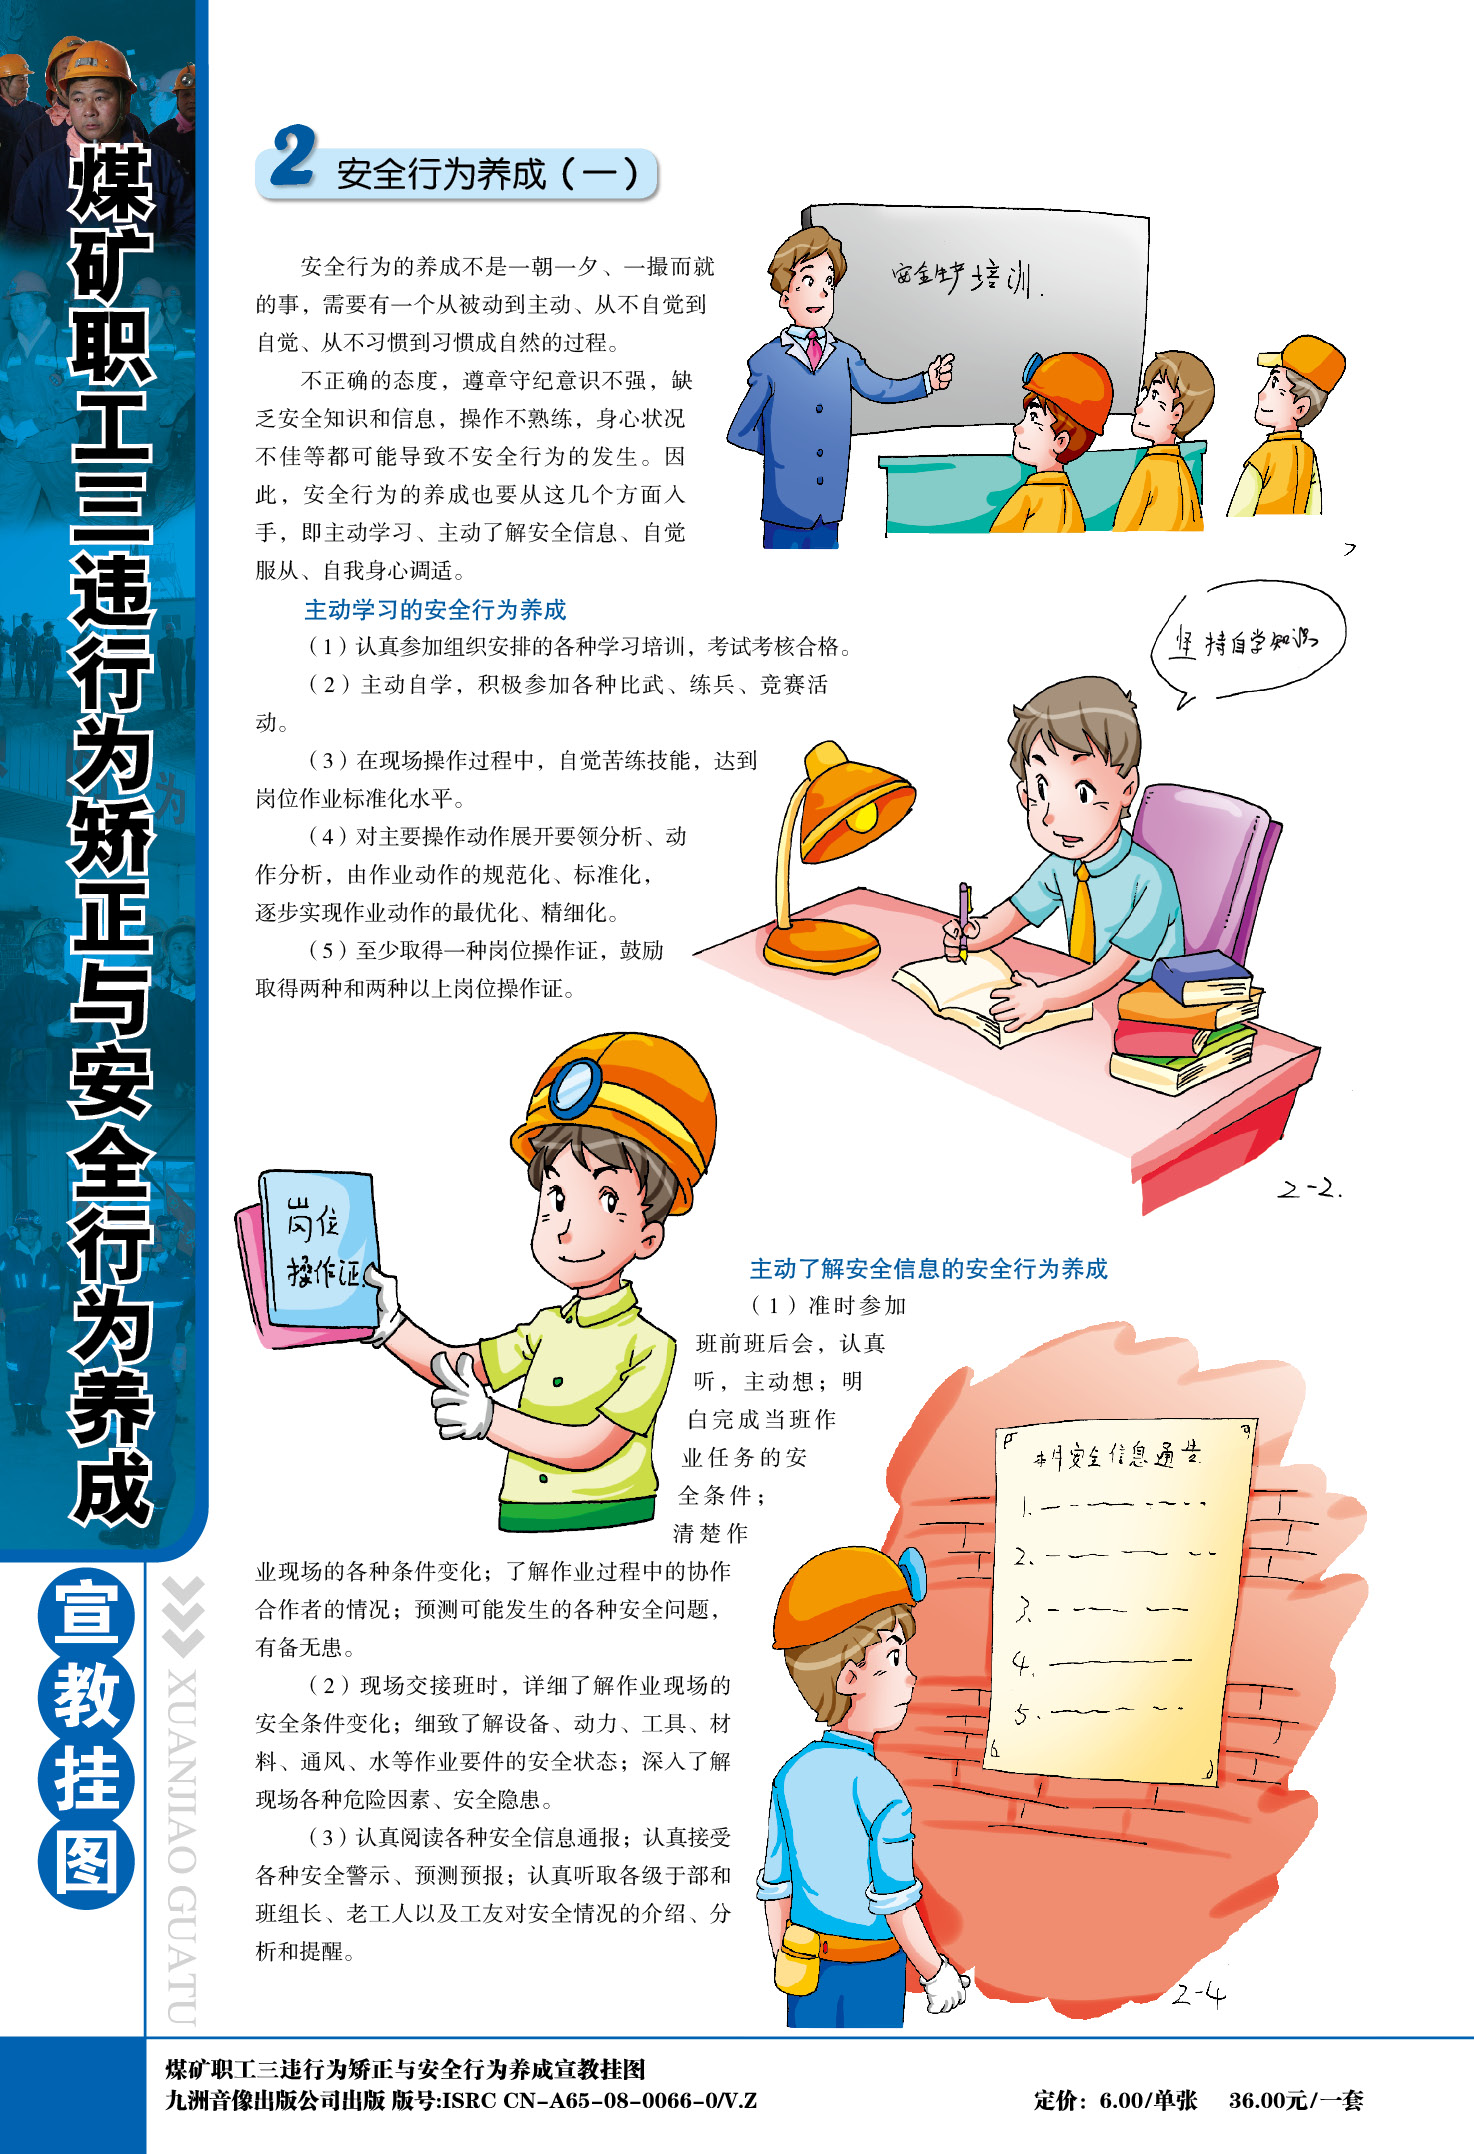 煤矿职工三违行为矫正与安全行为养成
宣教挂图
XUANJIAO GUATU
2 安全行为养成（一）
安全行为的养成不是一朝一夕、一撮而就
的事，需要有一个从被动到主动、从不自觉到
自觉、从不习惯到习惯成自然的过程。
不正确的态度，遵章守纪意识不强，缺
乏安全知识和信息，操作不熟练，身心状况
不佳等都可能导致不安全行为的发生。因
此，安全行为的养成也要从这几个方面入
手，即主动学习、主动了解安全信息、自觉
服从、自我身心调适。
安全生产培训.
主动学习的安全行为养成
（1）认真参加组织安排的各种学习培训，考试考核合格。
（2）主动自学，积极参加各种比武、练兵、竞赛活
动。
（3）在现场操作过程中，自觉苦练技能，达到
岗位作业标准化水平。
（4）对主要操作动作展开要领分析、动
作分析，由作业动作的规范化、标准化，
逐步实现作业动作的最优化、精细化。
（5）至少取得一种岗位操作证，鼓励
取得两种和两种以上岗位操作证。
坚持自学知识
2-2.
岗位
操作证
主动了解安全信息的安全行为养成
（1）准时参加
班前班后会，认真
听，主动想；明
白完成当班作
业任务的安
全条件；
清楚作
业现场的各种条件变化；了解作业过程中的协作
合作者的情况；预测可能发生的各种安全问题，
有备无患。
（2）现场交接班时，详细了解作业现场的
安全条件变化；细致了解设备、动力、工具、材
料、通风、水等作业要件的安全状态；深入了解
现场各种危险因素、安全隐患。
（3）认真阅读各种安全信息通报；认真接受
各种安全警示、预测预报；认真听取各级于部和
班组长、老工人以及工友对安全情况的介绍、分
析和提醒。
本月安全信息通告
1.
2.
3.
4.
5.
2-4
煤矿职工三违行为矫正与安全行为养成宣教挂图
九洲音像出版公司出版 版号:ISRC CN-A65-08-0066-0/V.Z
定价：6.00/单张 36.00元/一套